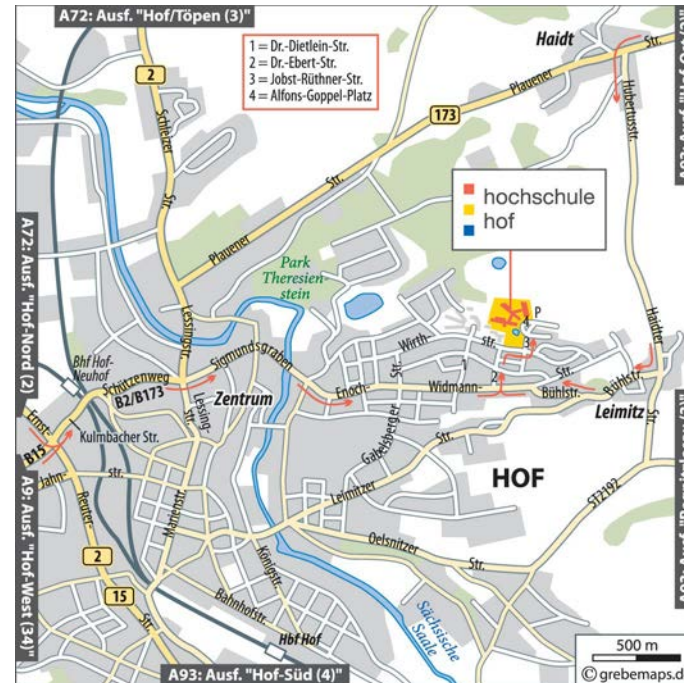 A72: Ausf. "Hof/Töpen (3)"
1 = Dr.-Dietlein-Str.
2 = Dr.-Ebert-Str.
3 = Jobst-Rüthner-Str.
4 = Alfons-Goppel-Platz
Haidt
Str.
Plauener
173
Hubertusstr.
2
Schleizer
Str.
Plauener
Str.
A72: Ausf. "Hof-Nord (2)"
hochschule
hof
Park
Theresien-
stein
P
4
3
Lessingstr.
Wirth-
str.
1
2
Haidter
Str.
Bhf Hof-
Neuhof
Sigmundsgraben
Schützenweg
B2/B173
Lessing-
str.
Zentrum
Enoch-
Widmann-
Str.
Bühlstr.
Bühlstr.
Leimitz
Ernst-
B15
Kulmbacher Str.
Jahn-
str.
Reuter-
Str.
Marienstr.
Gabelsberger
Leimitzer
Str.
HOF
ST2192
Oelsnitzer
Str.
A9: Ausf. "Hof-West (34)"
2
15
Königstr.
Bahnhofstr.
Hbf Hof
Sächsische
Saale
A93: Ausf. "Hof-Süd (4)"
500 m
© grebemaps.d